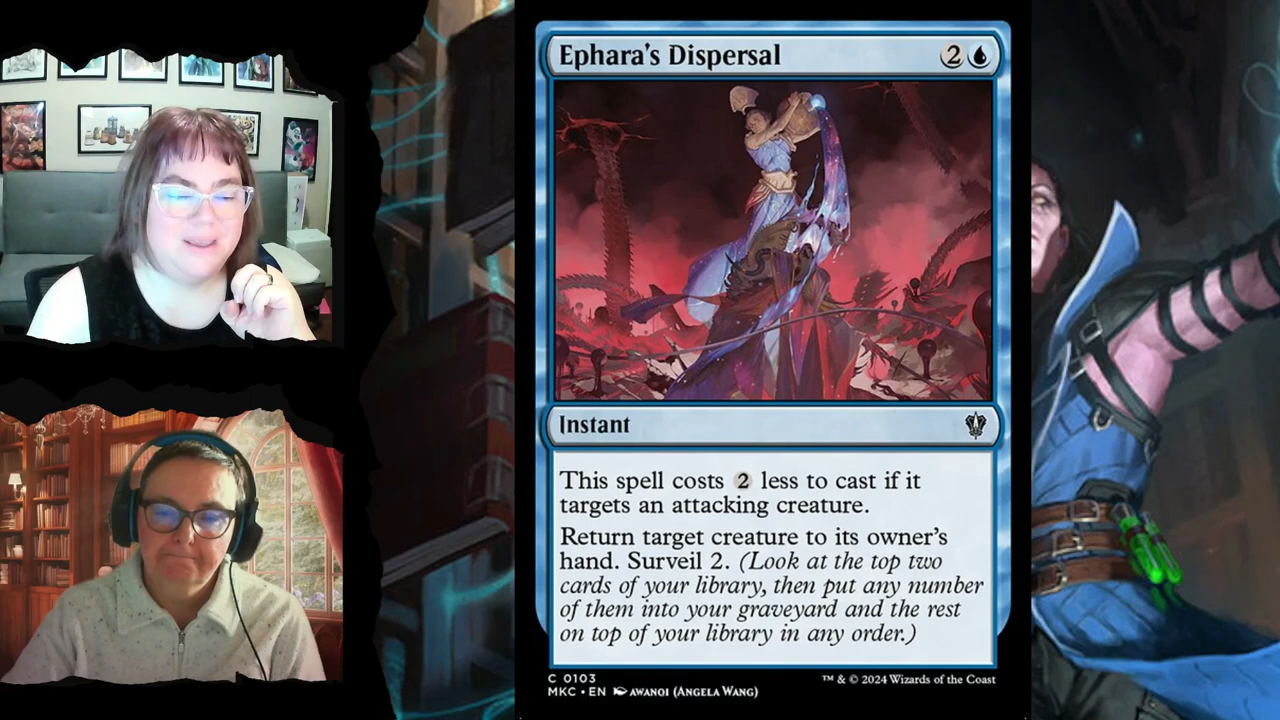 Ephara's Dispersal 2
Instant
This spell costs 2 less to cast if it
targets an attacking creature.
Return target creature to its owner's
hand. Surveil 2. (Look at the top two
cards of your library, then put any number
of them into your graveyard and the rest
on top of your library in any order.)
C 0103
MKC • EN AWANQI (ANGELA WANG)
™ & © 2024 Wizards of the Coast